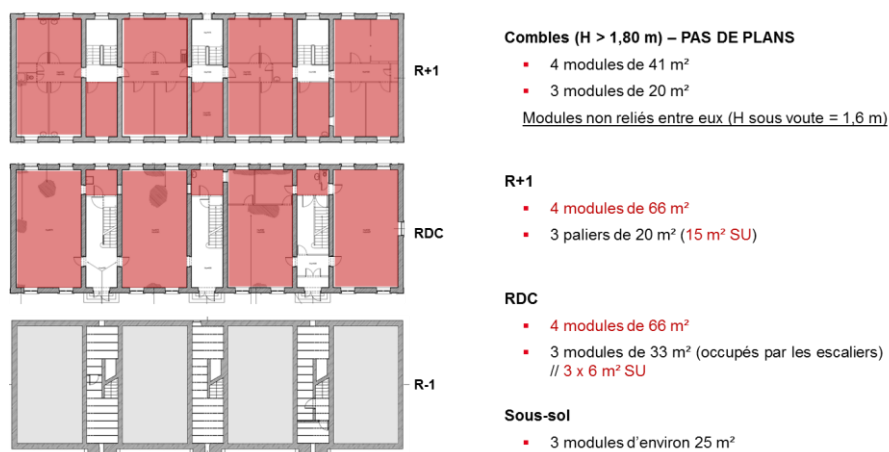 Combles (H > 1,80 m) – PAS DE PLANS
▪ 4 modules de 41 m²
▪ 3 modules de 20 m²
Modules non reliés entre eux (H sous voute = 1,6 m)
R+1
R+1
▪ 4 modules de 66 m²
▪ 3 paliers de 20 m² (15 m² SU)
RDC
RDC
▪ 4 modules de 66 m²
▪ 3 modules de 33 m² (occupés par les escaliers)
// 3 x 6 m² SU
R-1
Sous-sol
▪ 3 modules d’environ 25 m²